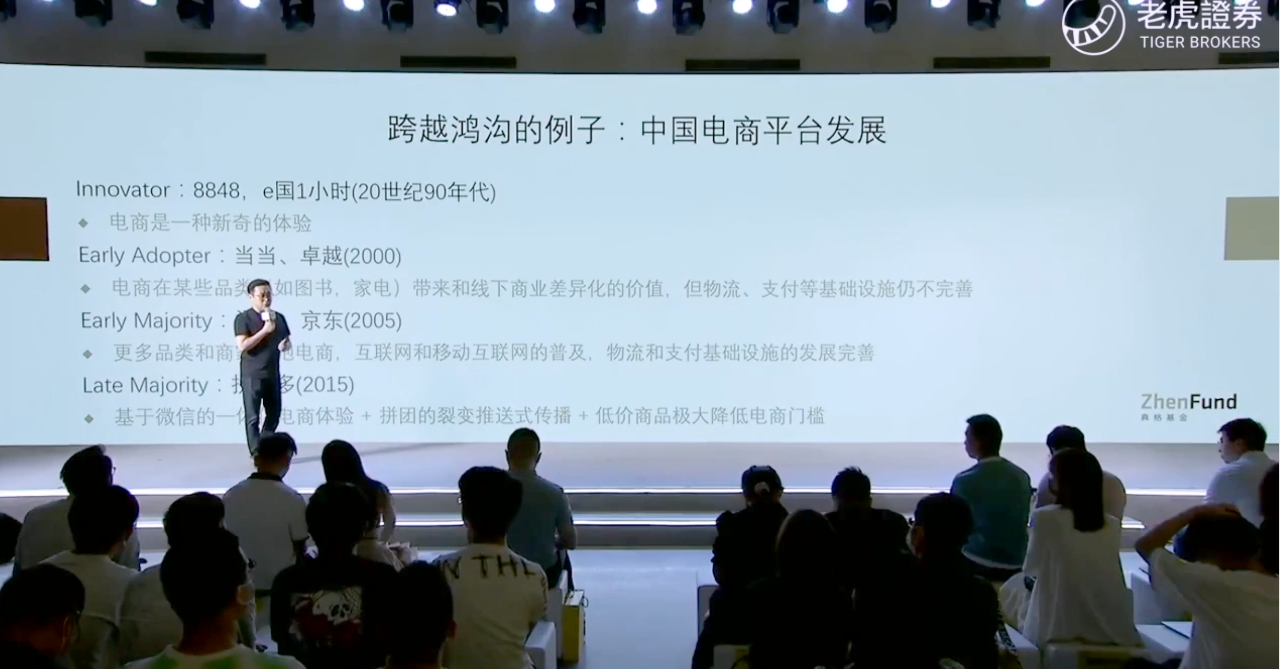 老虎證券
TIGER BROKERS
跨越鸿沟的例子：中国电商平台发展
Innovator：8848，e国1小时(20世纪90年代)
◆ 电商是一种新奇的体验
Early Adopter：当当、卓越(2000)
◆ 电商在某些品类 如图书，家电）带来和线下商业差异化的价值，但物流、支付等基础设施仍不完善
Early Majority： 京东(2005)
◆ 更多品类和商 电商，互联网和移动互联网的普及，物流和支付基础设施的发展完善
Late Majority： 多(2015)
◆ 基于微信的一体 电商体验 + 拼团的裂变推送式传播 + 低价商品极大降低电商门槛
ZhenFund
真格基金
N THE